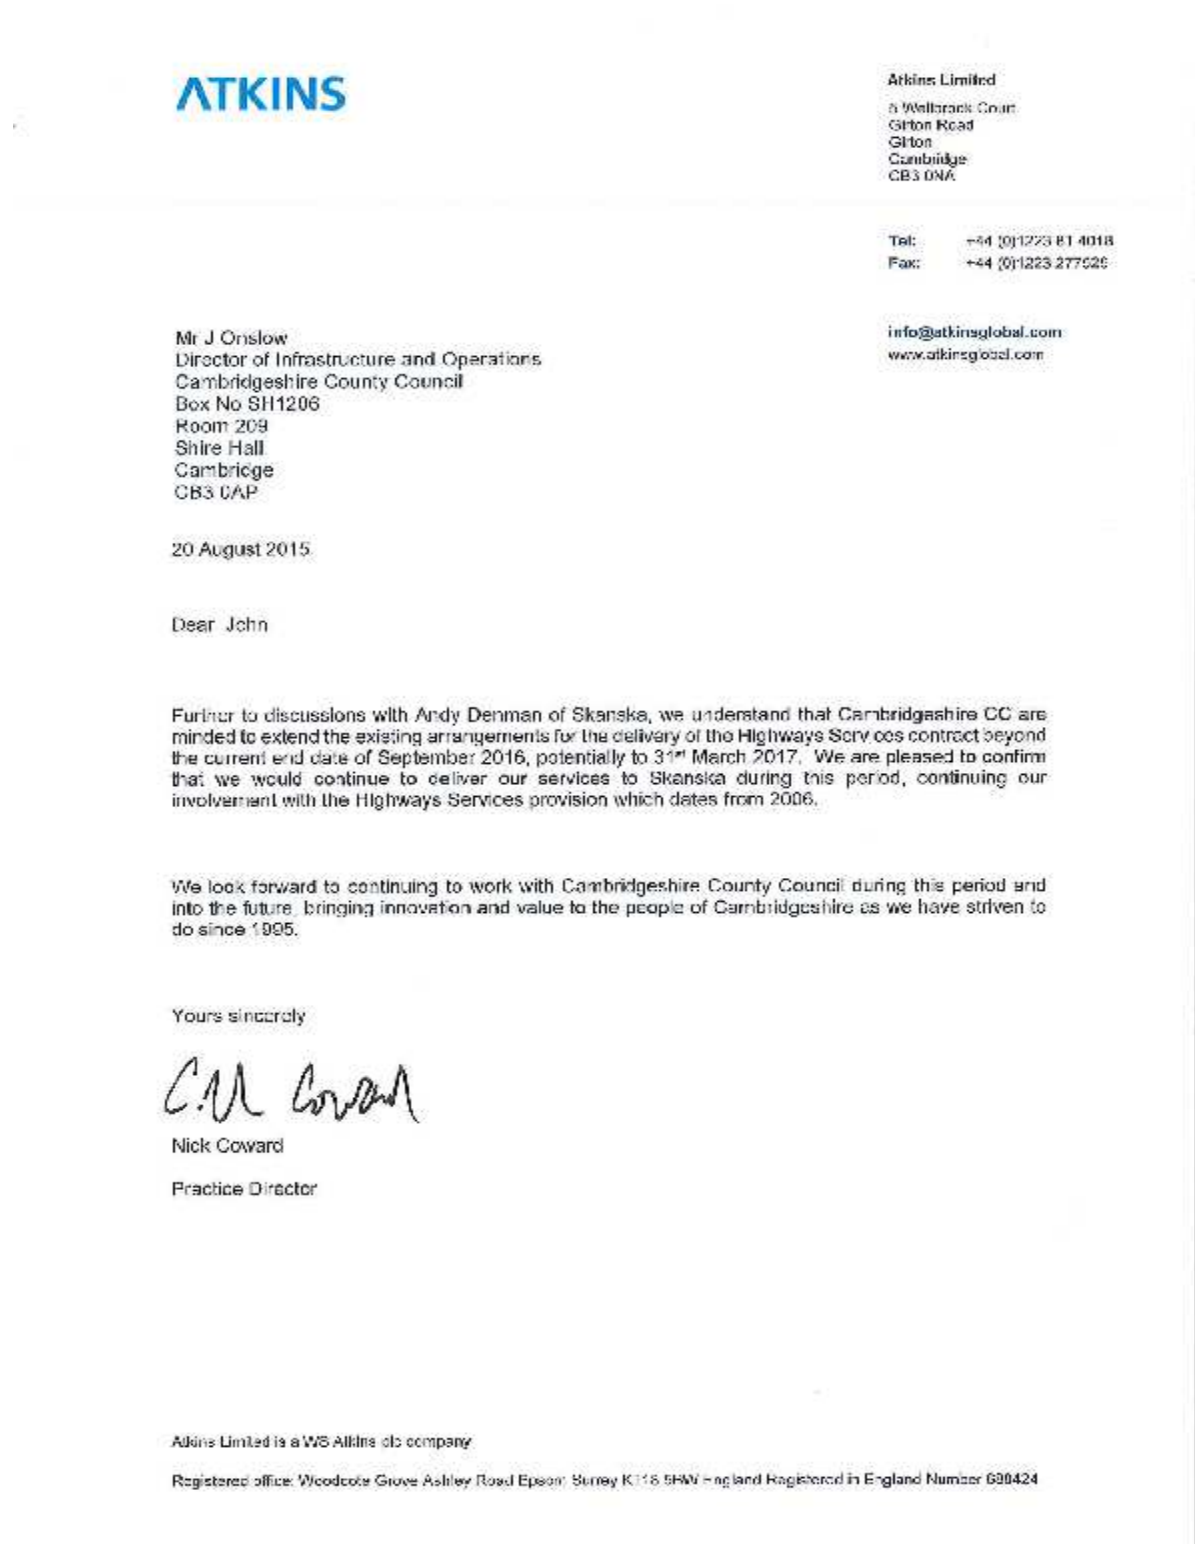 ATKINS
Atkins Limited
5 Wellbrook Court
Girton Road
Girton
Cambridge
CB3 0NA
Tel: +44 (0)1223 81 4018
Fax: +44 (0)1223
info@atkinsglobal.com
www.atkinsglobal.com
Mr J Onslow
Director of Infrastructure and Operations
Cambridgeshire County Council
Box No SH1206
Room 209
Shire Hall
Cambridge
CB3 0AP
20 August 2015
Dear John
Further to discussions with Andy Denman of Skanska, we understand that Cambridgeshire CC are
minded to extend the existing arrangements for the delivery of the Highways Services contract beyond
the current end date of September 2016, potentially to 31st March 2017. We are pleased to confirm
that we would continue to deliver our services to Skanska during this period, continuing our
involvement with the Highways Services provision which dates from 2006.
We look forward to continuing to work with Cambridgeshire County Council during this period and
into the future, bringing innovation and value to the people of Cambridgeshire as we have striven to
do since 1995.
Yours sincerely
C.N Coward
Nick Coward
Practice Director
Atkins Limited is a WS Atkins plc company
Registered office: Woodcote Grove Ashley Road Epsom Surrey KT18 5BW England Registered in England Number 688424